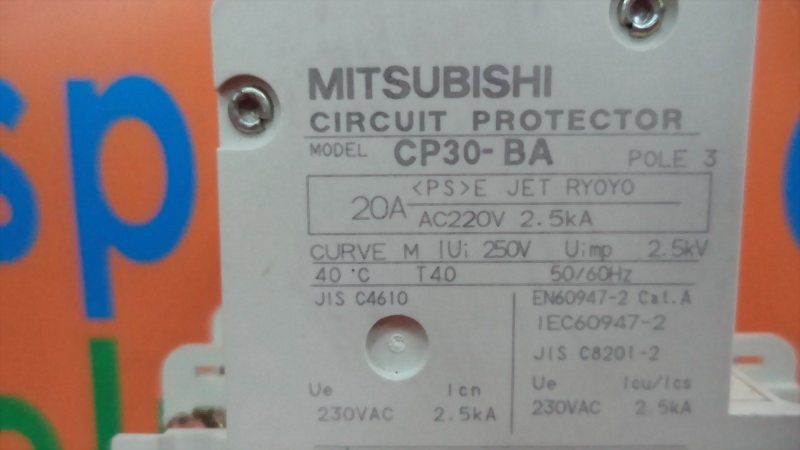 MITSUBISHI
CIRCUIT PROTECTOR
MODEL CP30-BA POLE 3
20A <PS>E JET RYOYO
AC220V 2.5kA
CURVE M Ui 250V Uimp 2.5kV
40 °C T40 50/60Hz
JIS C4610
Ue Icn
230VAC 2.5kA
EN60947-2 Cat.A
IEC60947-2
JIS C8201-2
Ue Icu/Ics
230VAC 2.5kA
sp